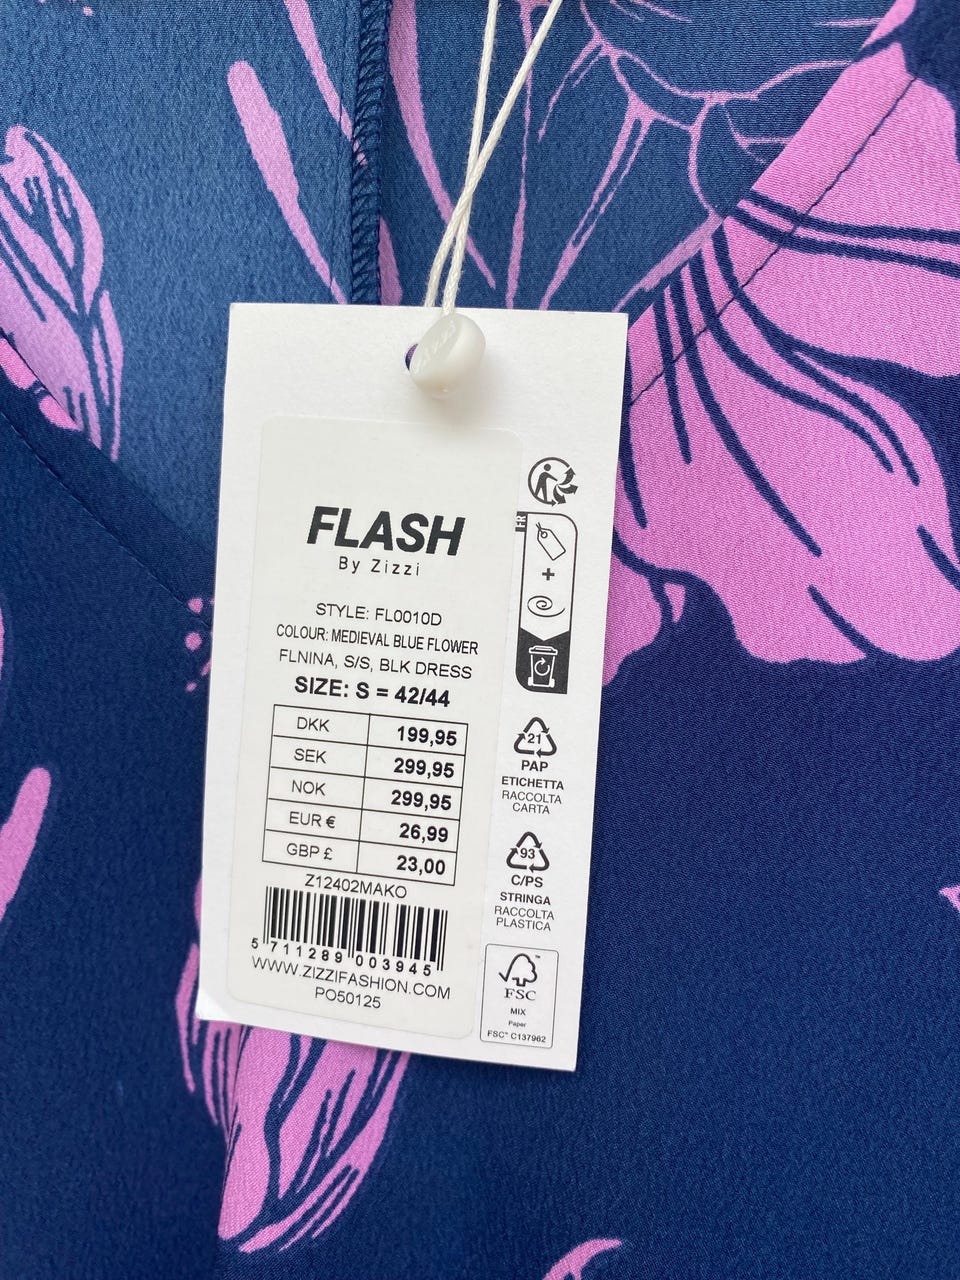 FLASH
By Zizzi
STYLE: FL0010D
COLOUR: MEDIEVAL BLUE FLOWER
FLNINA, S/S, BLK DRESS
SIZE: S = 42/44
DKK 199,95
SEK 299,95
NOK 299,95
EUR € 26,99
GBP £ 23,00
Z12402MAKO
5 711289 003945
WWW.ZIZZIFASHION.COM
PO50125
FR
+
21
PAP
ETICHETTA
RACCOLTA
CARTA
93
C/PS
STRINGA
RACCOLTA
PLASTICA
FSC™
MIX
Paper
FSC™ C137962